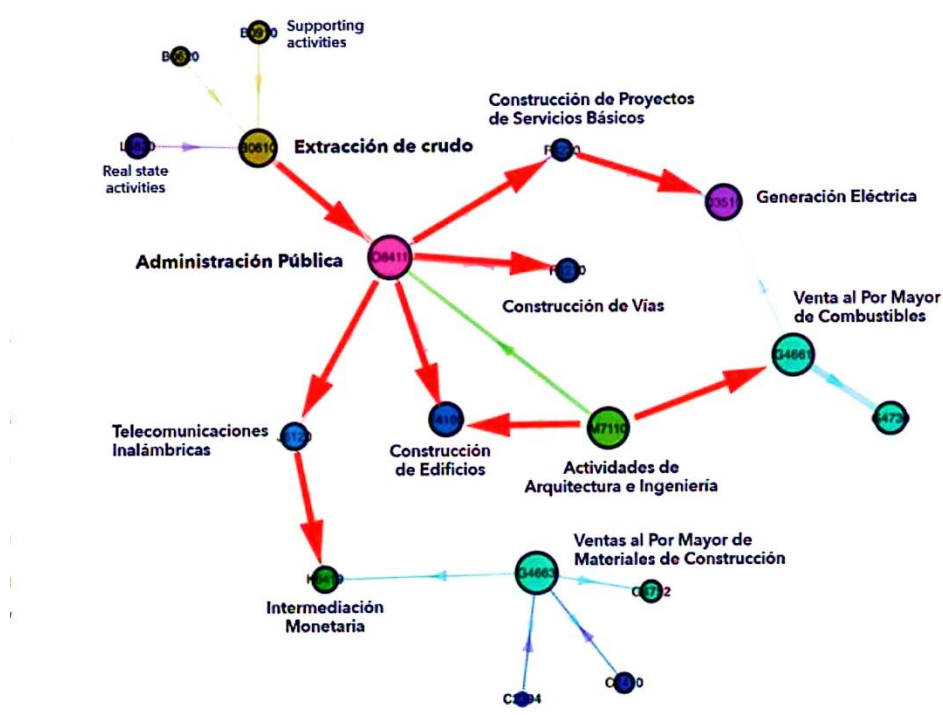 Supporting
activities
Construcción de Proyectos
de Servicios Básicos
B0610
Extracción de crudo
Real state
activities
Generación Eléctrica
Administración Pública
O8411
Construcción de Vías
Venta al Por Mayor
de Combustibles
G4661
Telecomunicaciones
Inalámbricas
M7110
Construcción
de Edificios
Actividades de
Arquitectura e Ingeniería
Ventas al Por Mayor de
Materiales de Construcción
G4663
Intermediación
Monetaria